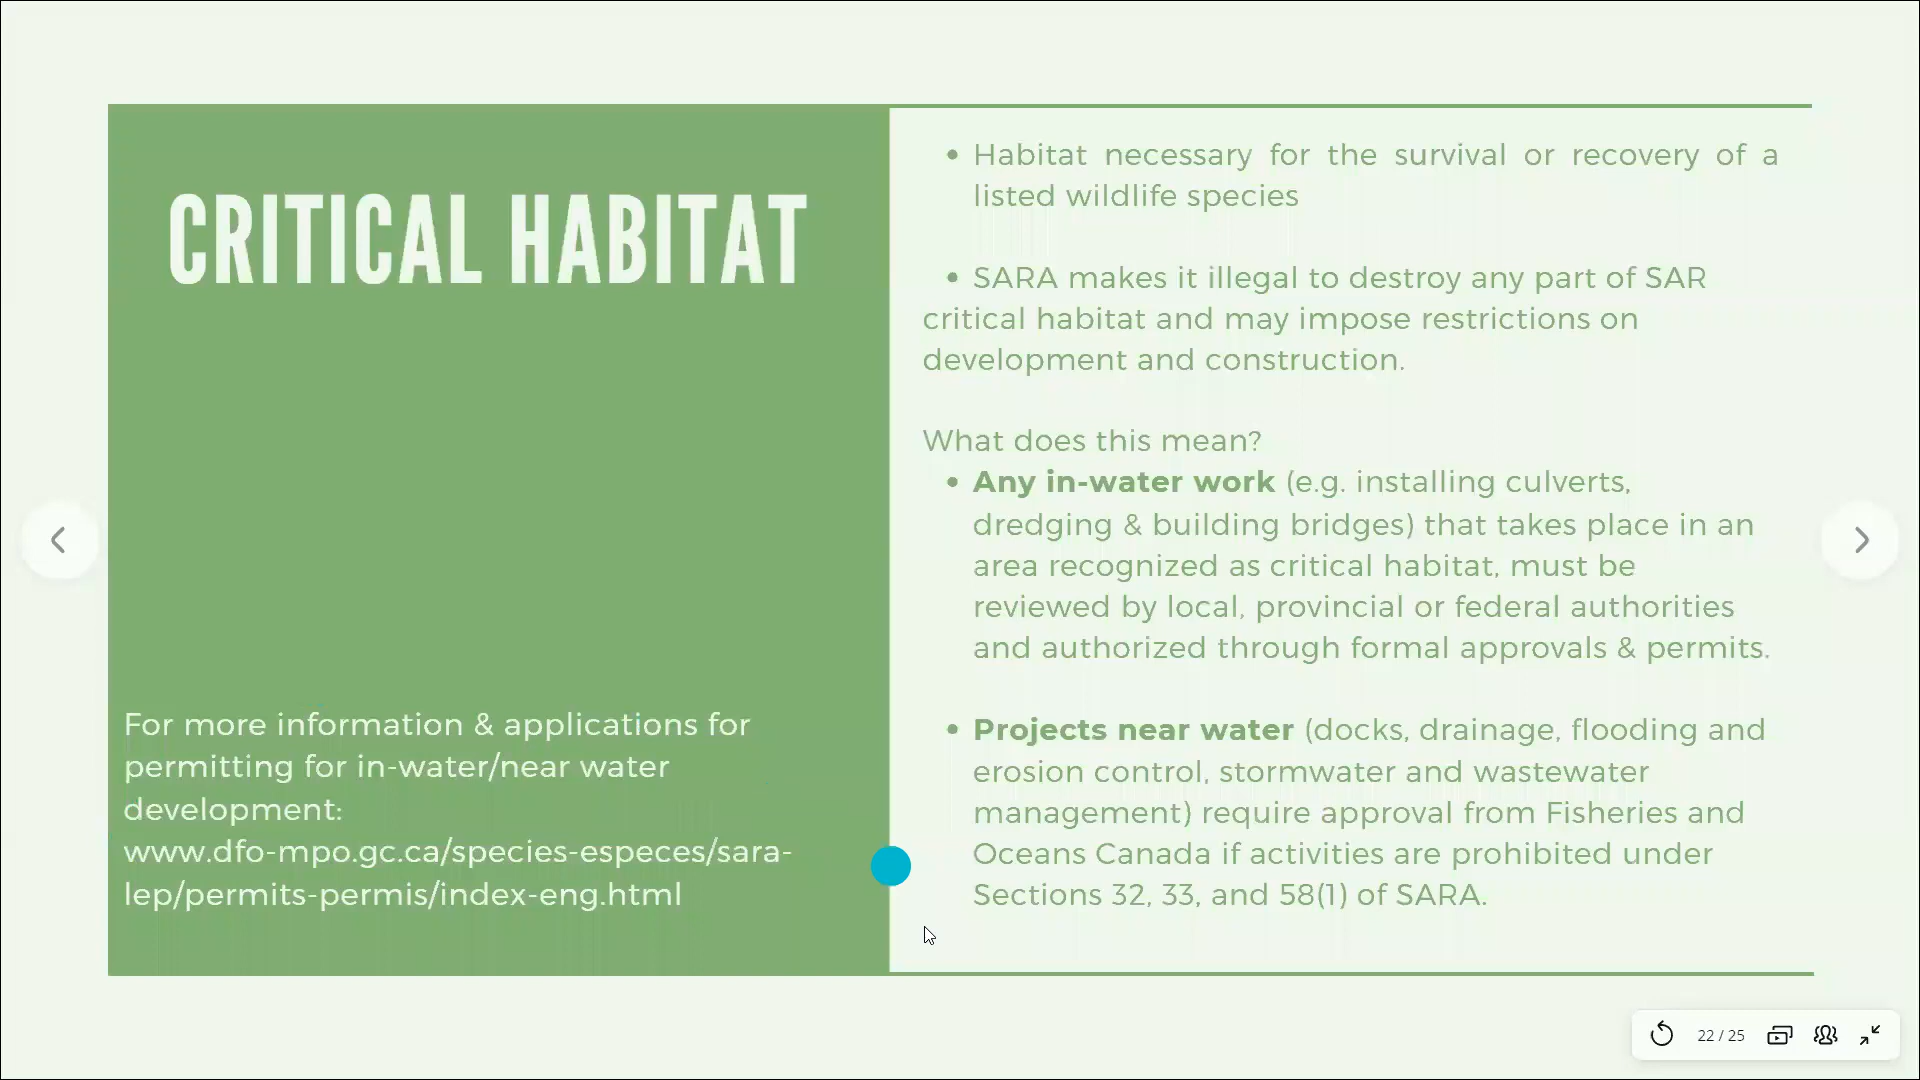 CRITICAL HABITAT
For more information & applications for
permitting for in-water/near water
development:
www.dfo-mpo.gc.ca/species-especes/sara-
lep/permits-permis/index-eng.html
• Habitat necessary for the survival or recovery of a
listed wildlife species
• SARA makes it illegal to destroy any part of SAR
critical habitat and may impose restrictions on
development and construction.
What does this mean?
• Any in-water work (e.g. installing culverts,
dredging & building bridges) that takes place in an
area recognized as critical habitat, must be
reviewed by local, provincial or federal authorities
and authorized through formal approvals & permits.
• Projects near water (docks, drainage, flooding and
erosion control, stormwater and wastewater
management) require approval from Fisheries and
Oceans Canada if activities are prohibited under
Sections 32, 33, and 58(1) of SARA.
22 / 25